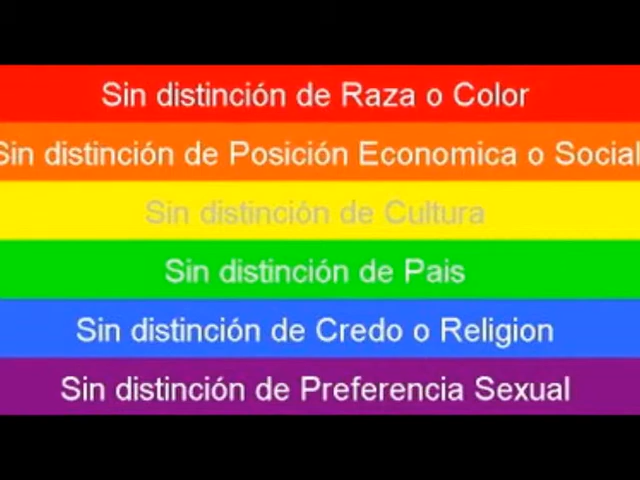 Sin distinción de Raza o Color
Sin distinción de Posición Economica o Social
Sin distinción de Cultura
Sin distinción de Pais
Sin distinción de Credo o Religion
Sin distinción de Preferencia Sexual